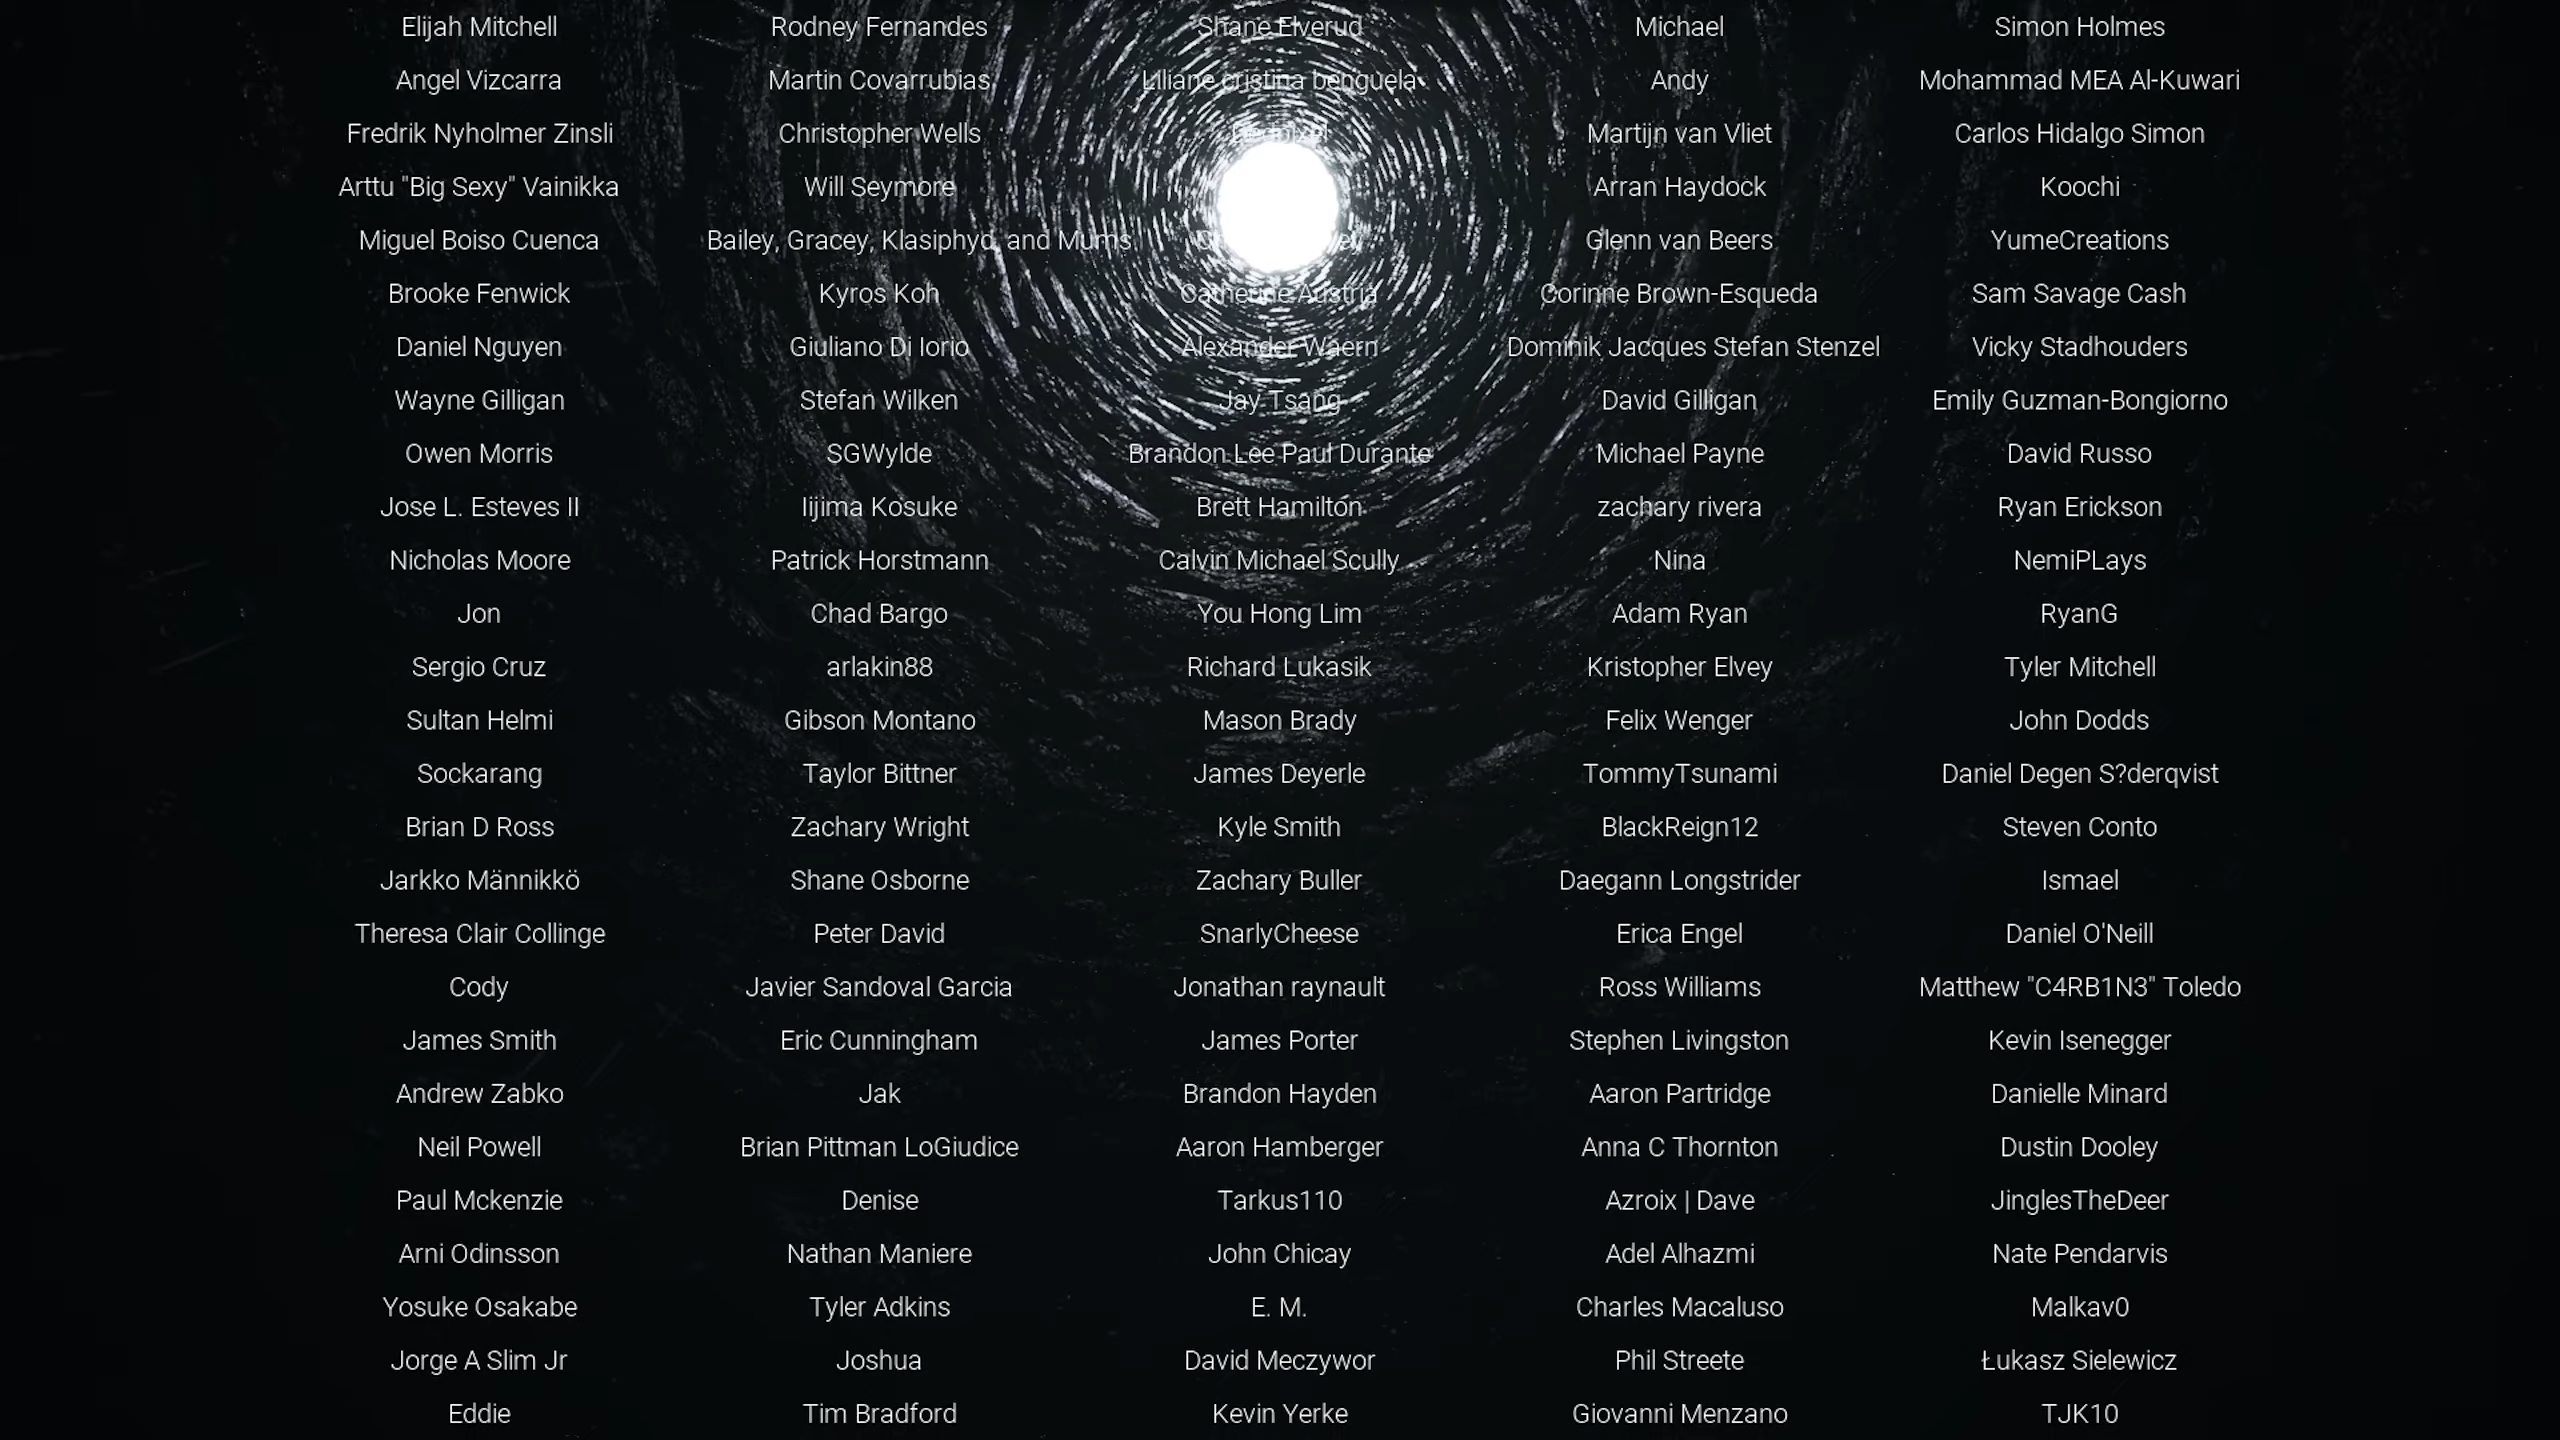 Elijah Mitchell Rodney Fernandes Shane Elverud Michael Simon Holmes
Angel Vizcarra Martin Covarrubias Liliane cristina benguela Andy Mohammad MEA Al-Kuwari
Fredrik Nyholmer Zinsli Christopher Wells Martijn van Vliet Carlos Hidalgo Simon
Arttu "Big Sexy" Vainikka Will Seymore Arran Haydock Koochi
Miguel Boiso Cuenca Bailey, Gracey, Klasiphyd, and Mums Glenn van Beers YumeCreations
Brooke Fenwick Kyros Koh Catherine Austria Corinne Brown-Esqueda Sam Savage Cash
Daniel Nguyen Giuliano Di Iorio Alexander Waern Dominik Jacques Stefan Stenzel Vicky Stadhouders
Wayne Gilligan Stefan Wilken Jay Tsang David Gilligan Emily Guzman-Bongiorno
Owen Morris SGWylde Brandon Lee Paul Durante Michael Payne David Russo
Jose L. Esteves II Iijima Kosuke Brett Hamilton zachary rivera Ryan Erickson
Nicholas Moore Patrick Horstmann Calvin Michael Scully Nina NemiPLays
Jon Chad Bargo You Hong Lim Adam Ryan RyanG
Sergio Cruz arlakin88 Richard Lukasik Kristopher Elvey Tyler Mitchell
Sultan Helmi Gibson Montano Mason Brady Felix Wenger John Dodds
Sockarang Taylor Bittner James Deyerle TommyTsunami Daniel Degen S?derqvist
Brian D Ross Zachary Wright Kyle Smith BlackReign12 Steven Conto
Jarkko Männikkö Shane Osborne Zachary Buller Daegann Longstrider Ismael
Theresa Clair Collinge Peter David SnarlyCheese Erica Engel Daniel O'Neill
Cody Javier Sandoval Garcia Jonathan raynault Ross Williams Matthew "C4RB1N3" Toledo
James Smith Eric Cunningham James Porter Stephen Livingston Kevin Isenegger
Andrew Zabko Jak Brandon Hayden Aaron Partridge Danielle Minard
Neil Powell Brian Pittman LoGiudice Aaron Hamberger Anna C Thornton Dustin Dooley
Paul Mckenzie Denise Tarkus110 Azroix | Dave JinglesTheDeer
Arni Odinsson Nathan Maniere John Chicay Adel Alhazmi Nate Pendarvis
Yosuke Osakabe Tyler Adkins E. M. Charles Macaluso Malkav0
Jorge A Slim Jr Joshua David Meczywor Phil Streete Łukasz Sielewicz
Eddie Tim Bradford Kevin Yerke Giovanni Menzano TJK10